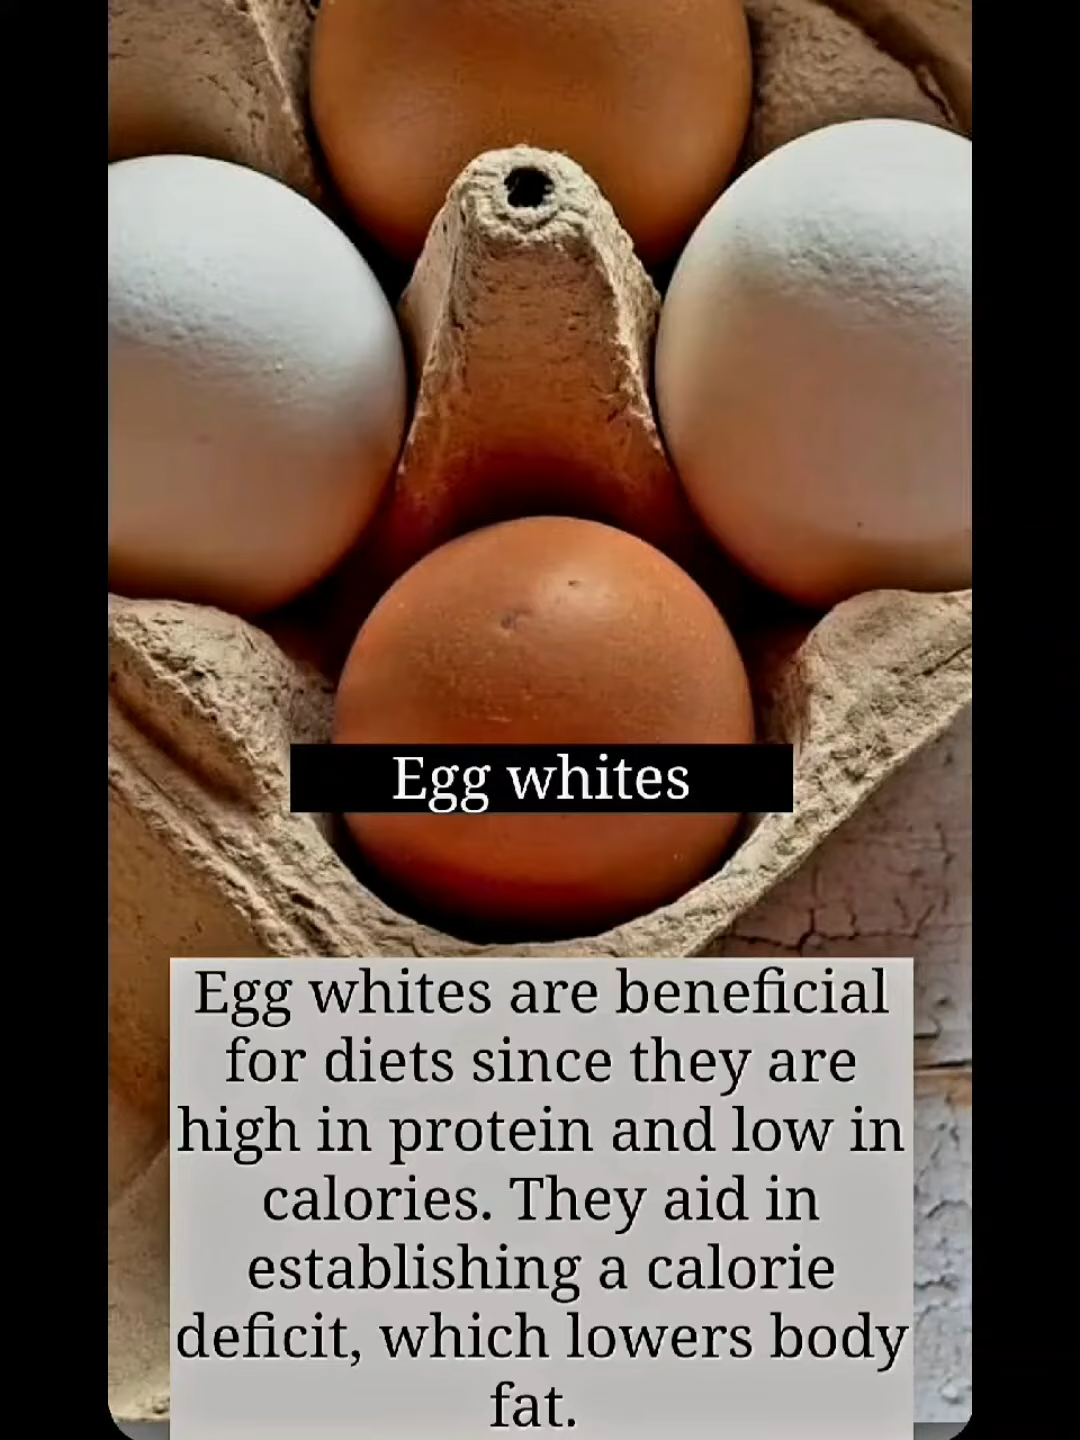 Egg whites
Egg whites are beneficial
for diets since they are
high in protein and low in
calories. They aid in
establishing a calorie
deficit, which lowers body
fat.